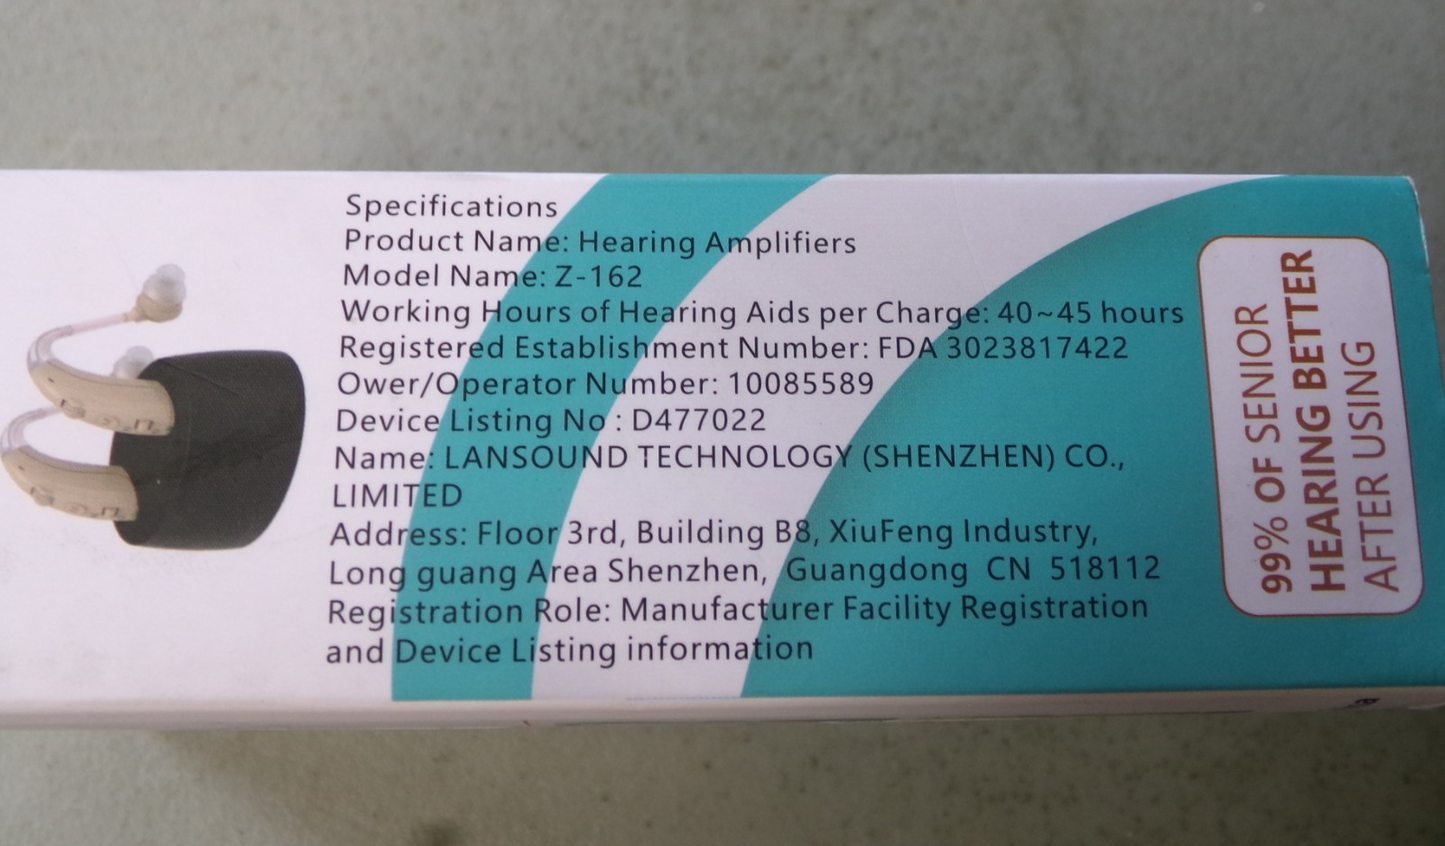 Specifications
Product Name: Hearing Amplifiers
Model Name: Z-162
Working Hours of Hearing Aids per Charge: 40~45 hours
Registered Establishment Number: FDA 3023817422
Ower/Operator Number: 10085589
Device Listing No : D477022
Name: LANSOUND TECHNOLOGY (SHENZHEN) CO.,
LIMITED
Address: Floor 3rd, Building B8, XiuFeng Industry,
Long guang Area Shenzhen, Guangdong CN 518112
Registration Role: Manufacturer Facility Registration
and Device Listing information
99% OF SENIOR
HEARING BETTER
AFTER USING